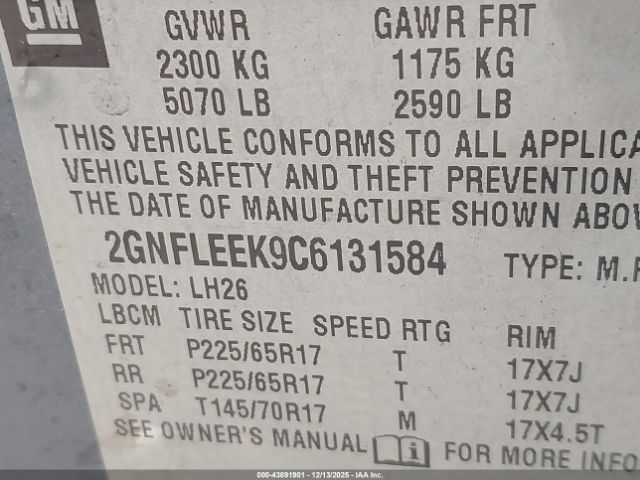 GM
GVWR GAWR FRT
2300 KG 1175 KG
5070 LB 2590 LB
THIS VEHICLE CONFORMS TO ALL
VEHICLE SAFETY AND THEFT PREVENTION
THE DATE OF MANUFACTURE SHOWN
2GNFLEEK9C6131584 TYPE:
MODEL: LH26
LBCM TIRE SIZE SPEED RTG RIM
FRT P225/65R17 T 17X7J
RR P225/65R17 T 17X7J
SPA T145/70R17 M 17X4.5T
SEE OWNER'S MANUAL i FOR MORE
000-43891901 - 12/13/2025 - IAA Inc.